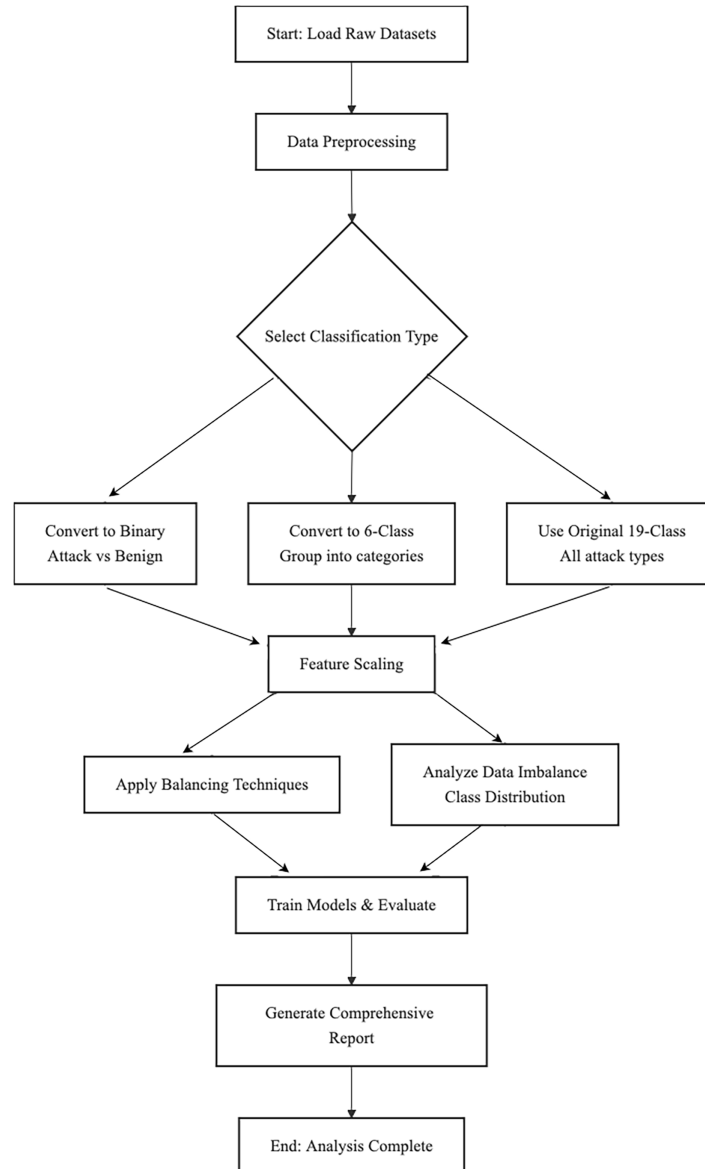 Start: Load Raw Datasets
Data Preprocessing
Select Classification Type
Convert to Binary
Attack vs Benign
Convert to 6-Class
Group into categories
Use Original 19-Class
All attack types
Feature Scaling
Apply Balancing Techniques
Analyze Data Imbalance
Class Distribution
Train Models & Evaluate
Generate Comprehensive
Report
End: Analysis Complete